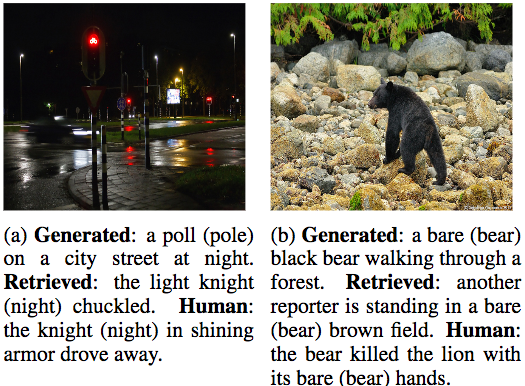 (a) Generated: a poll (pole)
on a city street at night.
Retrieved: the light knight
(night) chuckled. Human:
the knight (night) in shining
armor drove away.
(b) Generated: a bare (bear)
black bear walking through a
forest. Retrieved: another
reporter is standing in a bare
(bear) brown field. Human:
the bear killed the lion with
its bare (bear) hands.